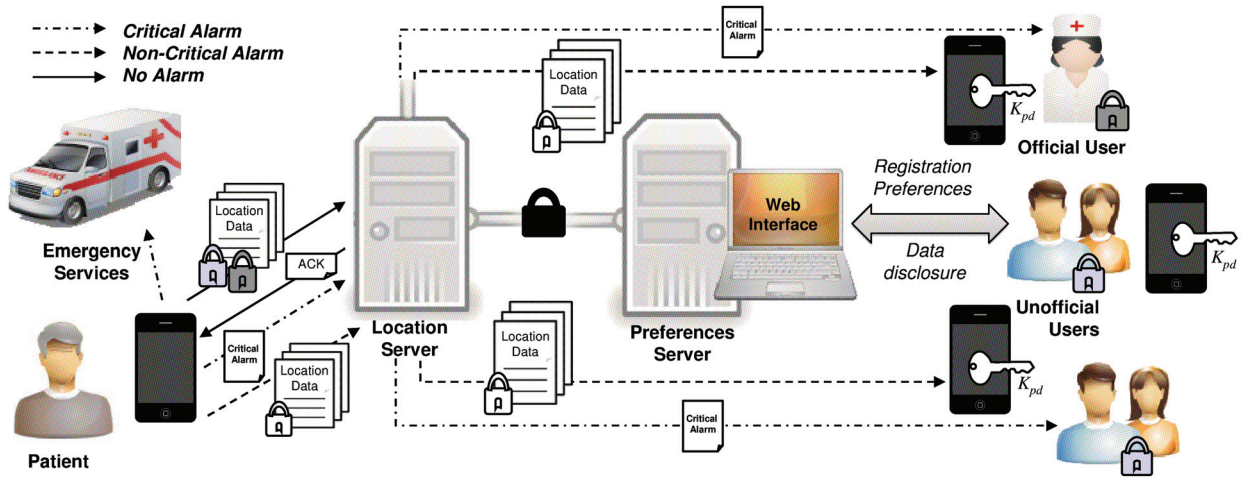 Critical Alarm
Non-Critical Alarm
No Alarm
Critical
Alarm
Location
Data
K_pd
Official User
AMBULANCE
Emergency
Services
Location
Data
ACK
Web
Interface
Registration
Preferences
Data
disclosure
K_pd
Unofficial
Users
Location
Server
Preferences
Server
Critical
Alarm
Location
Data
Location
Data
K_pd
Critical
Alarm
Patient